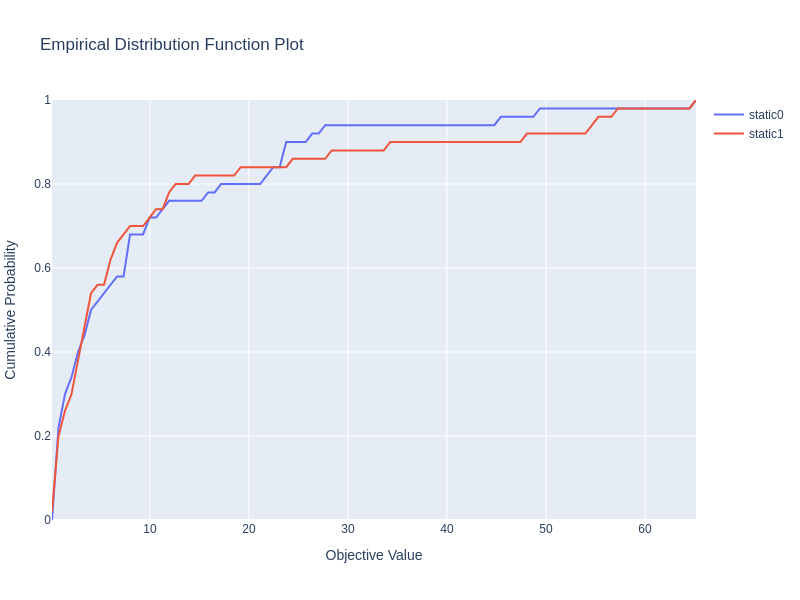 Empirical Distribution Function Plot
1
0.8
0.6
0.4
0.2
0
10 20 30 40 50 60
Objective Value
Cumulative Probability
static0
static1